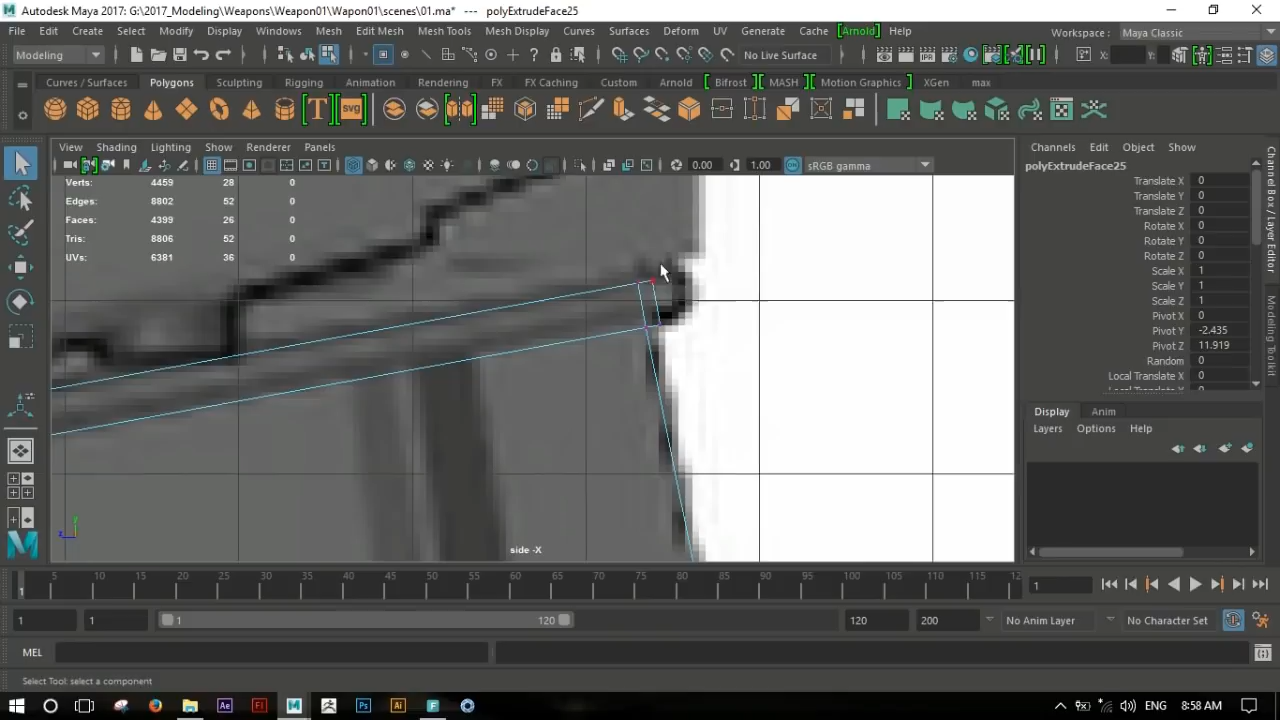 Autodesk Maya 2017: G:\2017_Modeling\Weapons\Weapon01\Wapon01\scenes\01.ma* --- polyExtrudeFace25
File Edit Create Select Modify Display Windows Mesh Edit Mesh Mesh Tools Mesh Display Curves Surfaces Deform UV Generate Cache Arnold Help Workspace : Maya Classic
Modeling No Live Surface X: Y:
Curves / Surfaces Polygons Sculpting Rigging Animation Rendering FX FX Caching Custom Arnold Bifrost MASH Motion Graphics XGen max
T SVG
View Shading Lighting Show Renderer Panels
Channels Edit Object Show
0.00 1.00 sRGB gamma
polyExtrudeFace25
Verts: 4459 28 0
Edges: 8802 52 0
Faces: 4399 26 0
Tris: 8806 52 0
UVs: 6381 36 0
Translate X 0
Translate Y 0
Translate Z 0
Rotate X 0
Rotate Y 0
Rotate Z 0
Scale X 1
Scale Y 1
Scale Z 1
Pivot X 0
Pivot Y -2.435
Pivot Z 11.919
Random 0
Local Translate X 0
Channel Box / Layer Editor
Modeling Toolkit
Display Anim
Layers Options Help
side -X
5 10 15 20 25 30 35 40 45 50 55 60 65 70 75 80 85 90 95 100 105 110 115 12
1 1
1 1 1 120 120 200 No Anim Layer No Character Set
MEL
Select Tool: select a component
Ae Fl Ps Ai ENG 8:58 AM